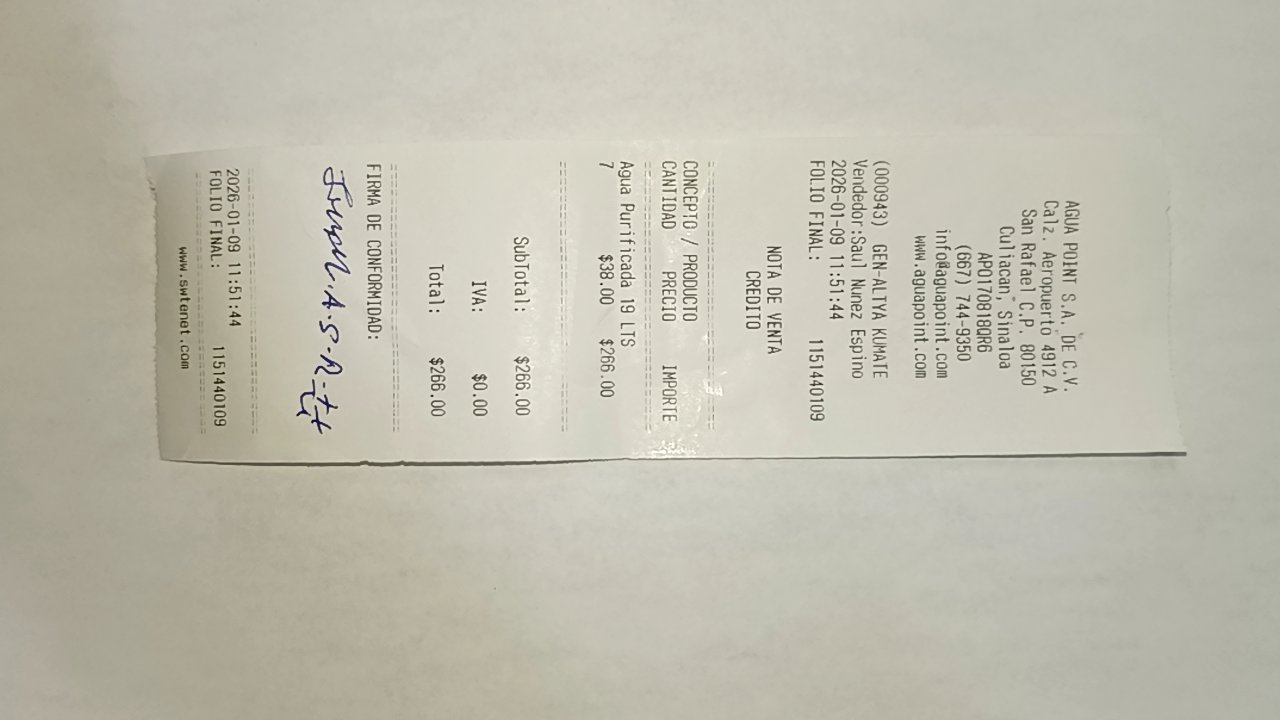 AGUA POINT S.A. DE C.V.
Calz. Aeropuerto 4912 A
San Rafael C.P. 80150
Culiacan, Sinaloa
APO170818QR6
(667) 744-9350
info@aguapoint.com
www.aguapoint.com
(000943) GEN-ALTYA KUMATE
Vendedor:Saul Nunez Espino
2026-01-09 11:51:44
FOLIO FINAL: 1151440109
NOTA DE VENTA
CREDITO
CONCEPTO / PRODUCTO
CANTIDAD PRECIO IMPORTE
Agua Purificada 19 LTS
7 $38.00 $266.00
SubTotal: $266.00
IVA: $0.00
Total: $266.00
FIRMA DE CONFORMIDAD:
2026-01-09 11:51:44
FOLIO FINAL: 1151440109
www.swtenet.com